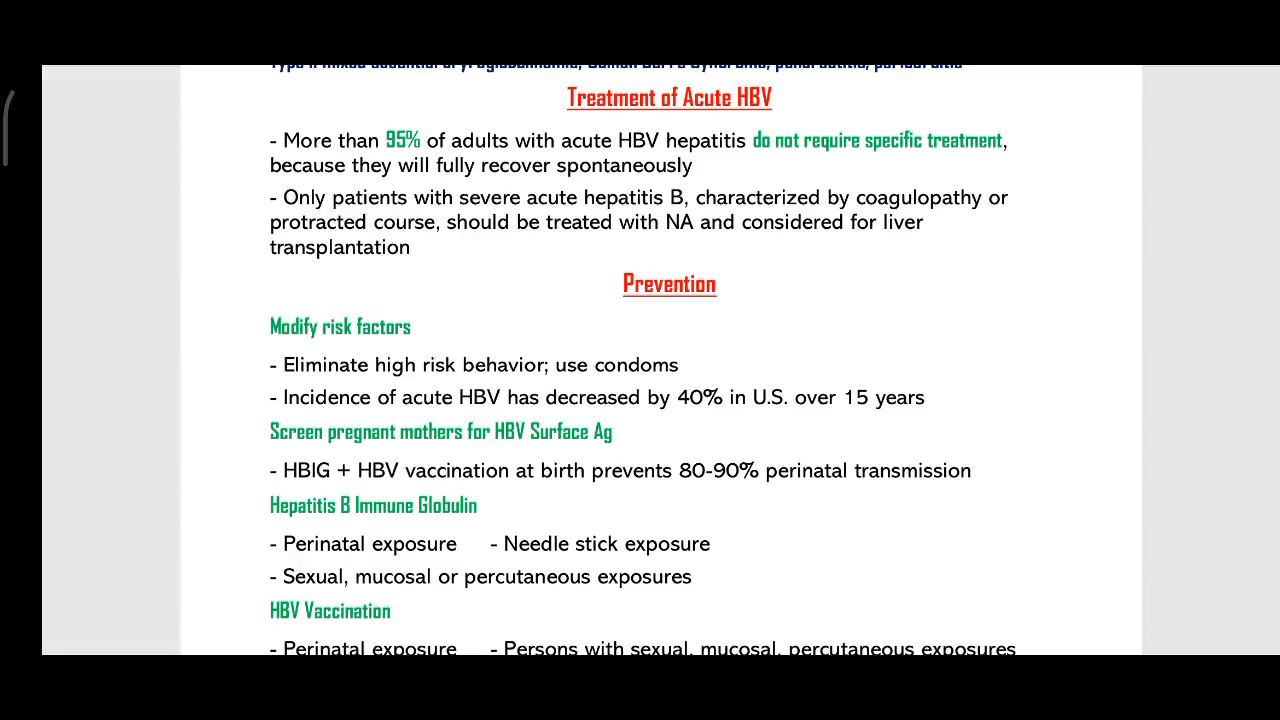 Treatment of Acute HBV
- More than 95% of adults with acute HBV hepatitis do not require specific treatment,
because they will fully recover spontaneously
- Only patients with severe acute hepatitis B, characterized by coagulopathy or
protracted course, should be treated with NA and considered for liver
transplantation
Prevention
Modify risk factors
- Eliminate high risk behavior; use condoms
- Incidence of acute HBV has decreased by 40% in U.S. over 15 years
Screen pregnant mothers for HBV Surface Ag
- HBIG + HBV vaccination at birth prevents 80-90% perinatal transmission
Hepatitis B Immune Globulin
- Perinatal exposure - Needle stick exposure
- Sexual, mucosal or percutaneous exposures
HBV Vaccination
- Perinatal exposure - Persons with sexual, mucosal, percutaneous exposures